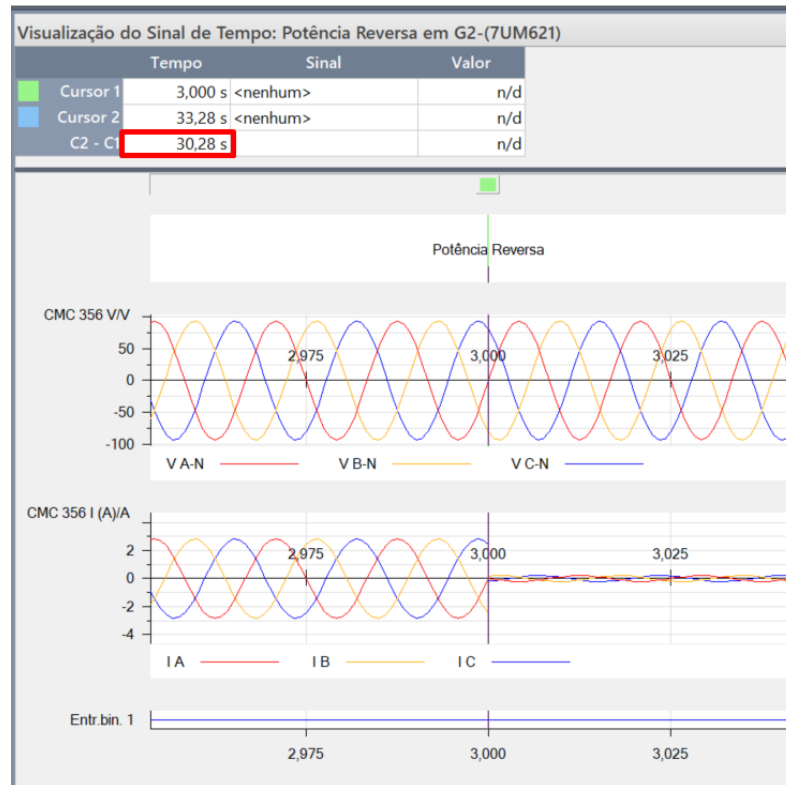 Visualização do Sinal de Tempo: Potência Reversa em G2-(7UM621)
Tempo Sinal Valor
Cursor 1 3,000 s <nenhum> n/d
Cursor 2 33,28 s <nenhum> n/d
C2 - C1 30,28 s n/d
Potência Reversa
CMC 356 V/V
50
2,975 3,000 3,025
0
-50
-100
V A-N V B-N V C-N
CMC 356 I (A)/A
2
2,975 3,000 3,025
0
-2
-4
I A I B I C
Entr.bin. 1
2,975 3,000 3,025